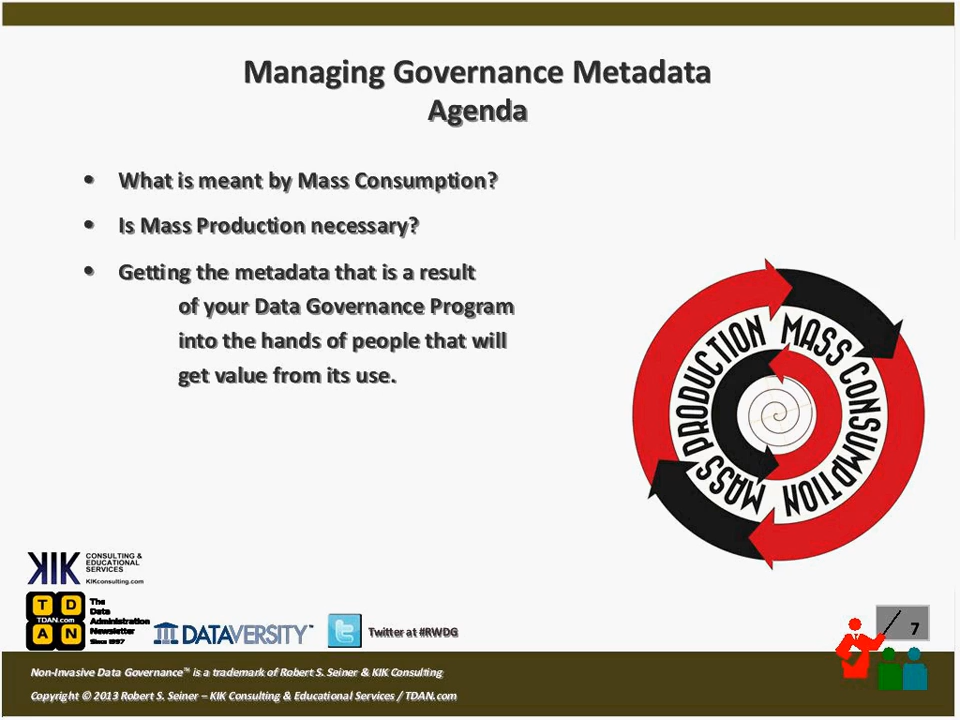 Managing Governance Metadata
Agenda
• What is meant by Mass Consumption?
• Is Mass Production necessary?
• Getting the metadata that is a result
of your Data Governance Program
into the hands of people that will
get value from its use.
MASS PRODUCTION
MASS CONSUMPTION
KIK
CONSULTING &
EDUCATIONAL
SERVICES
KIKconsulting.com
T D
TDAN.com
A N
The
Data
Administration
Newsletter
Since 1997
DATAVERSITY™
Twitter at #RWDG
7
Non-Invasive Data Governance™ is a trademark of Robert S. Seiner & KIK Consulting
Copyright © 2013 Robert S. Seiner – KIK Consulting & Educational Services / TDAN.com